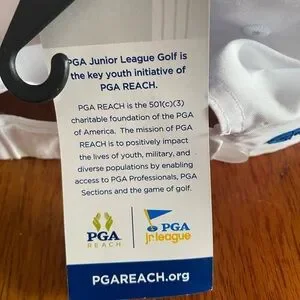 PGA Junior League Golf is
the key youth initiative of
PGA REACH.
PGA REACH is the 501(c)(3)
charitable foundation of the PGA
of America. The mission of PGA
REACH is to positively impact
the lives of youth, military, and
diverse populations by enabling
access to PGA Professionals, PGA
Sections and the game of golf.
PGA
REACH
PGA
jr.league
PGAREACH.org